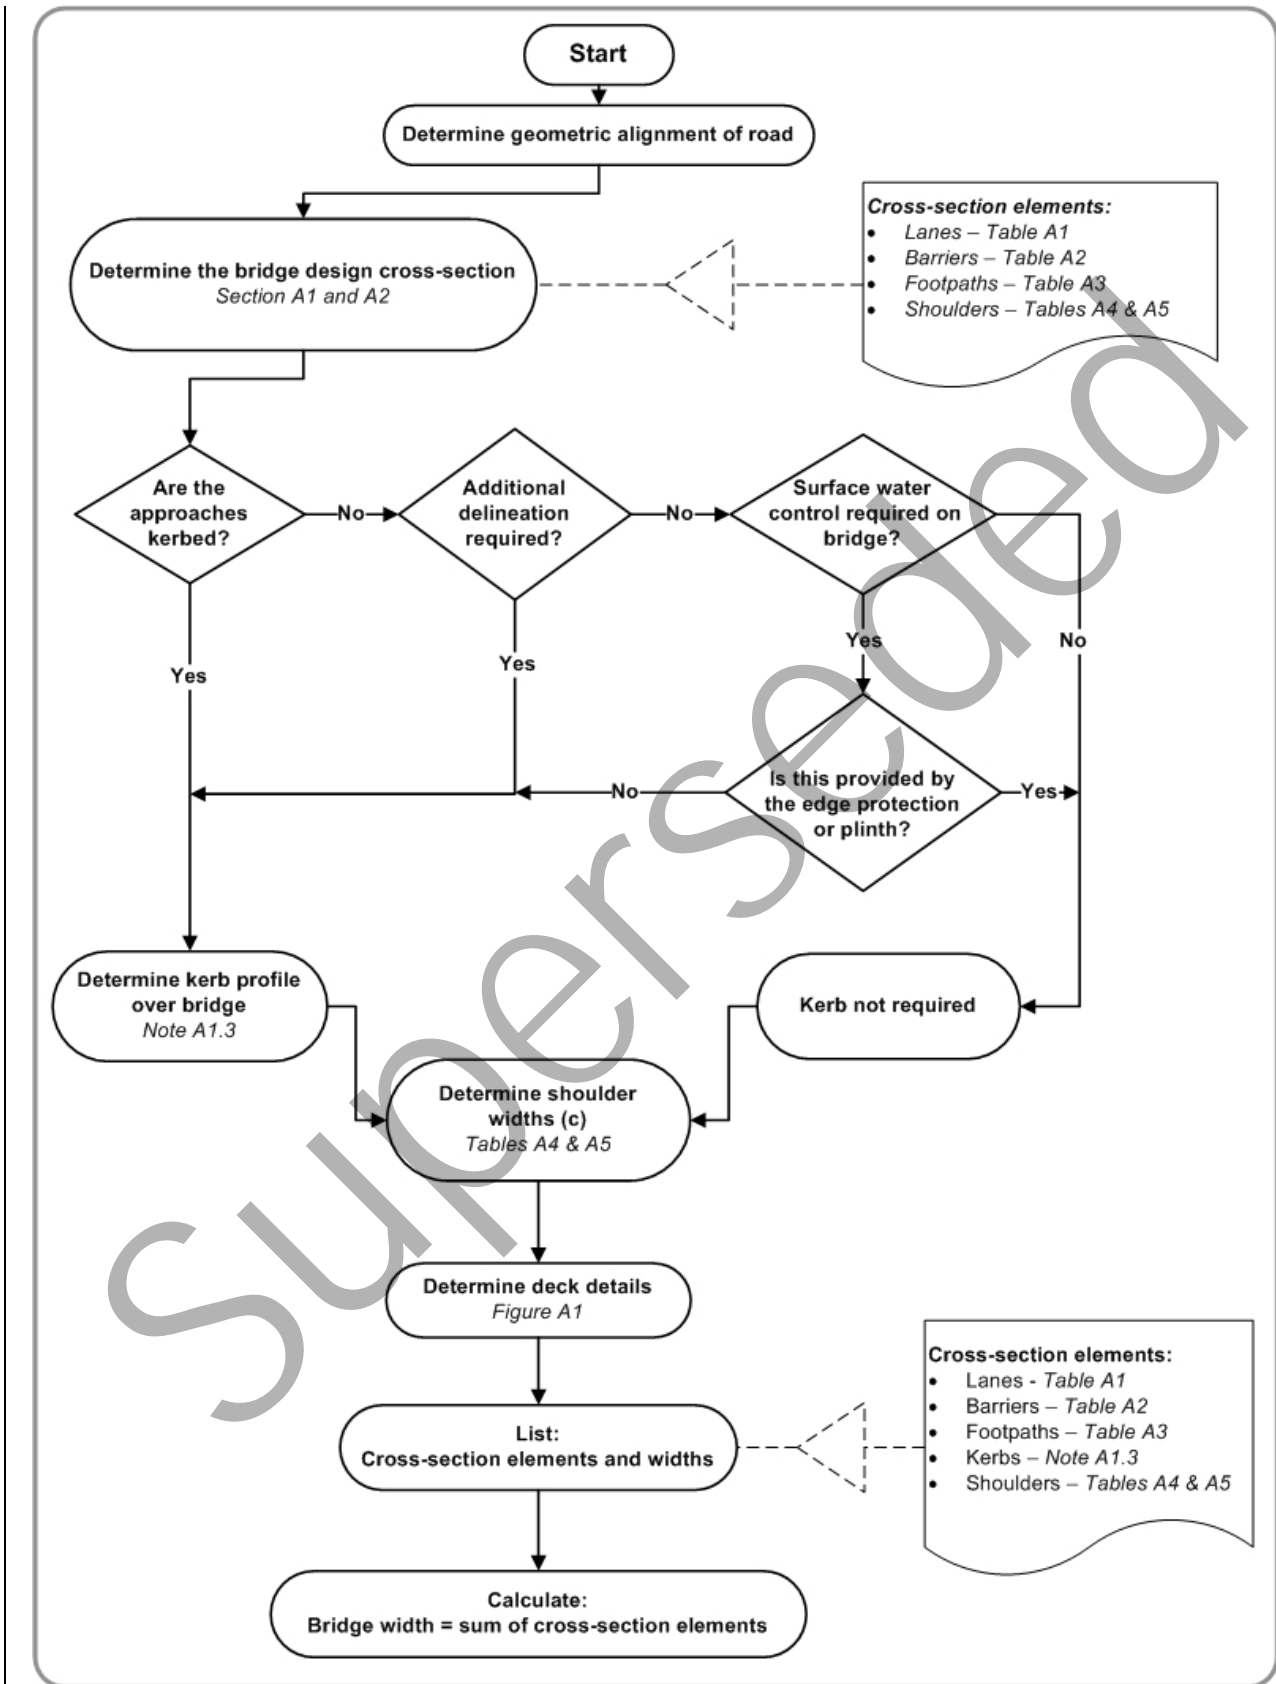 Start
Determine geometric alignment of road
Cross-section elements:
• Lanes – Table A1
• Barriers – Table A2
• Footpaths – Table A3
• Shoulders – Tables A4 & A5
Determine the bridge design cross-section
Section A1 and A2
Are the
approaches
kerbed?
No
Additional
delineation
required?
No
Surface water
control required on
bridge?
Yes
Yes
Yes
No
Is this provided by
the edge protection
or plinth?
No
Yes
Determine kerb profile
over bridge
Note A1.3
Kerb not required
Determine shoulder
widths (c)
Tables A4 & A5
Determine deck details
Figure A1
List:
Cross-section elements and widths
Cross-section elements:
• Lanes - Table A1
• Barriers – Table A2
• Footpaths – Table A3
• Kerbs – Note A1.3
• Shoulders – Tables A4 & A5
Calculate:
Bridge width = sum of cross-section elements
Superseded